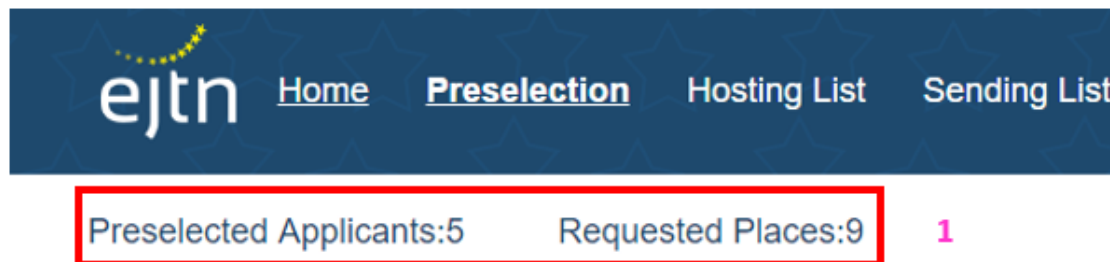 ejtn Home Preselection Hosting List Sending List
Preselected Applicants:5 Requested Places:9 1